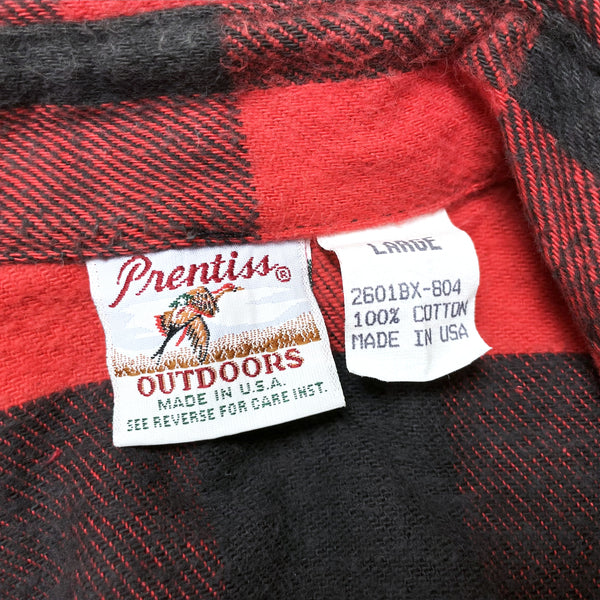 Prentiss®
OUTDOORS
MADE IN U.S.A.
SEE REVERSE FOR CARE INST.
LARGE
2601BX-804
100% COTTON
MADE IN USA